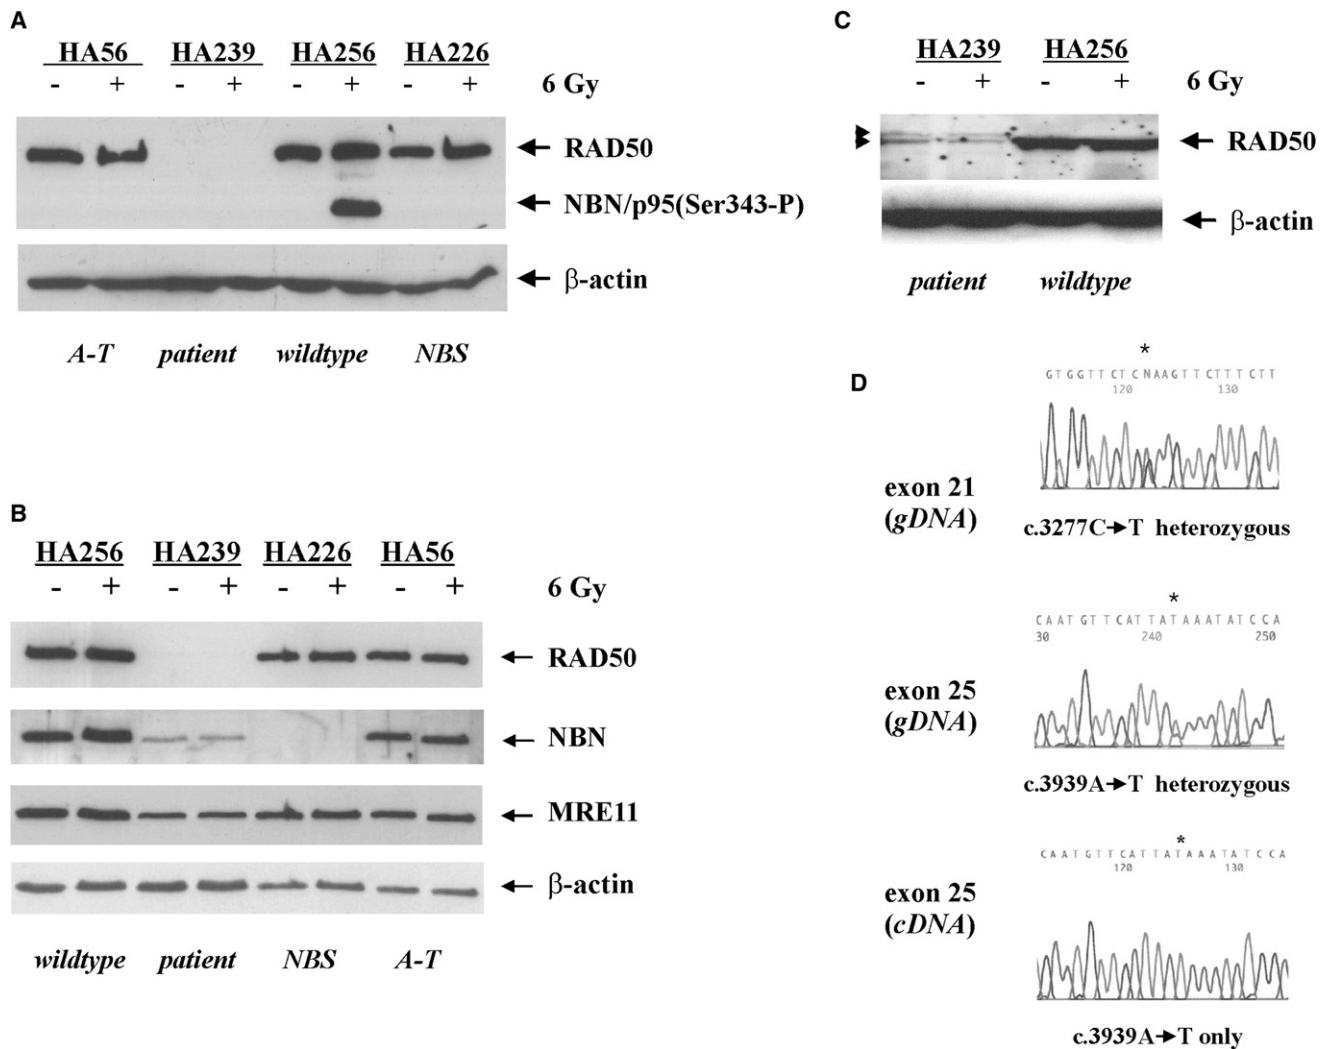 A
HA56 HA239 HA256 HA226
- + - + - + - + 6 Gy
RAD50
NBN/p95(Ser343-P)
β-actin
A-T patient wildtype NBS
B
HA256 HA239 HA226 HA56
- + - + - + - + 6 Gy
RAD50
NBN
MRE11
β-actin
wildtype patient NBS A-T
C
HA239 HA256
- + - + 6 Gy
RAD50
β-actin
patient wildtype
D
*
G T G G T T C T C N A A G T T C T T T C T T
120 130
exon 21
(gDNA)
c.3277C→T heterozygous
*
C A A T G T T C A T T A T A A A T A T C C A
30 240 250
exon 25
(gDNA)
c.3939A→T heterozygous
*
C A A T G T T C A T T A T A A A T A T C C A
120 130
exon 25
(cDNA)
c.3939A→T only